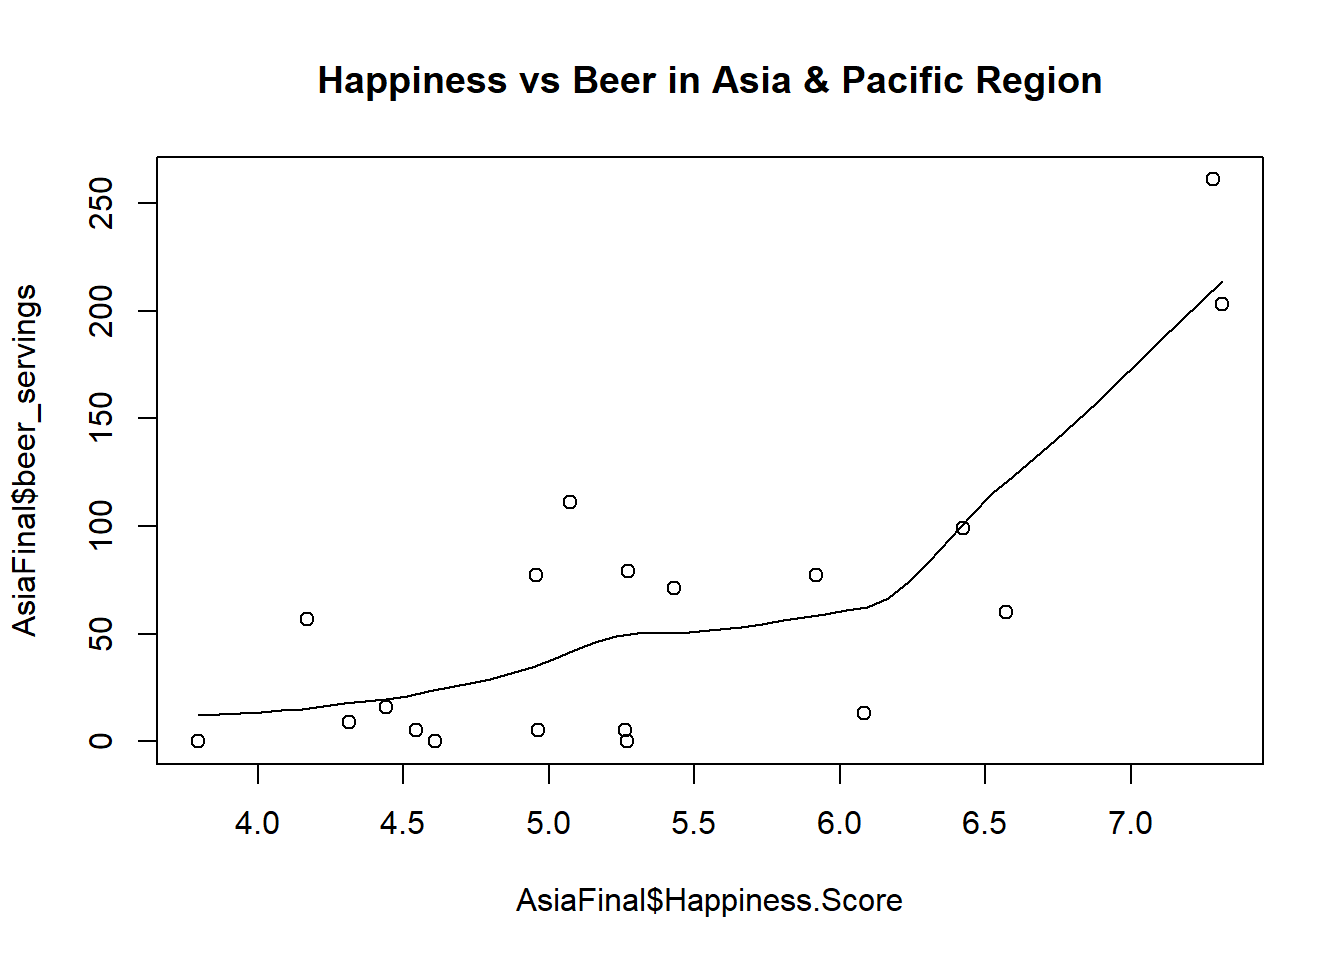 Happiness vs Beer in Asia & Pacific Region
AsiaFinal$beer_servings
250
200
150
100
50
0
4.0 4.5 5.0 5.5 6.0 6.5 7.0
AsiaFinal$Happiness.Score